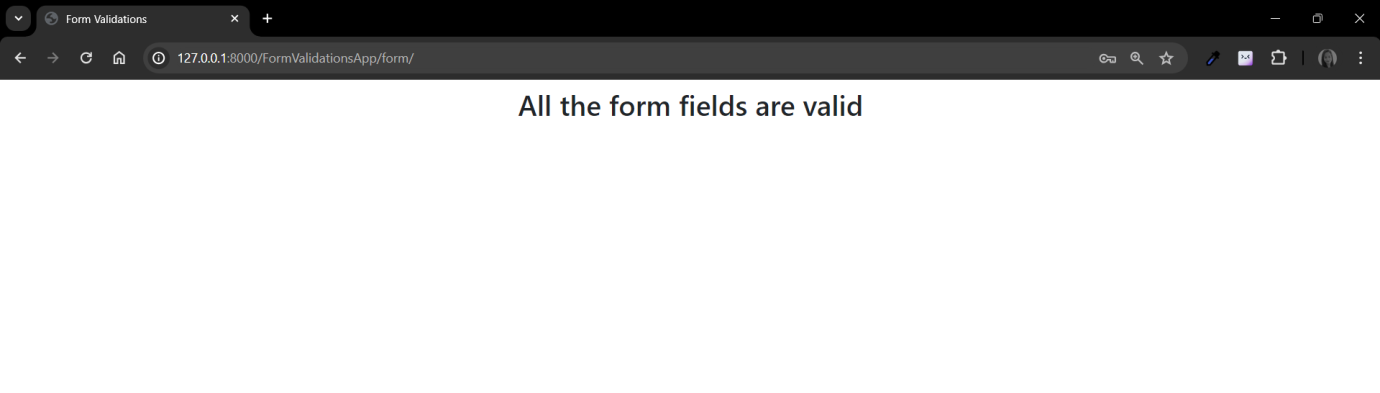 Form Validations
127.0.0.1:8000/FormValidationsApp/form/
All the form fields are valid